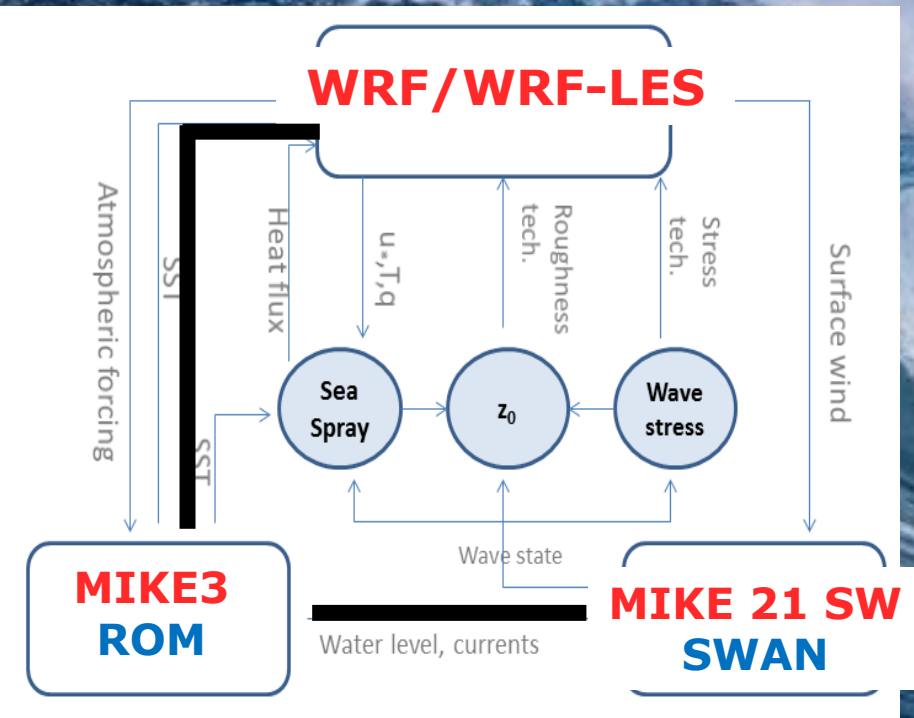 WRF/WRF-LES
Atmospheric forcing
SST
Heat flux
u*,T,q
Roughness
tech.
Stress
tech.
Surface wind
Sea
Spray
z0
Wave
stress
SST
Wave state
MIKE3
ROM
Water level, currents
MIKE 21 SW
SWAN